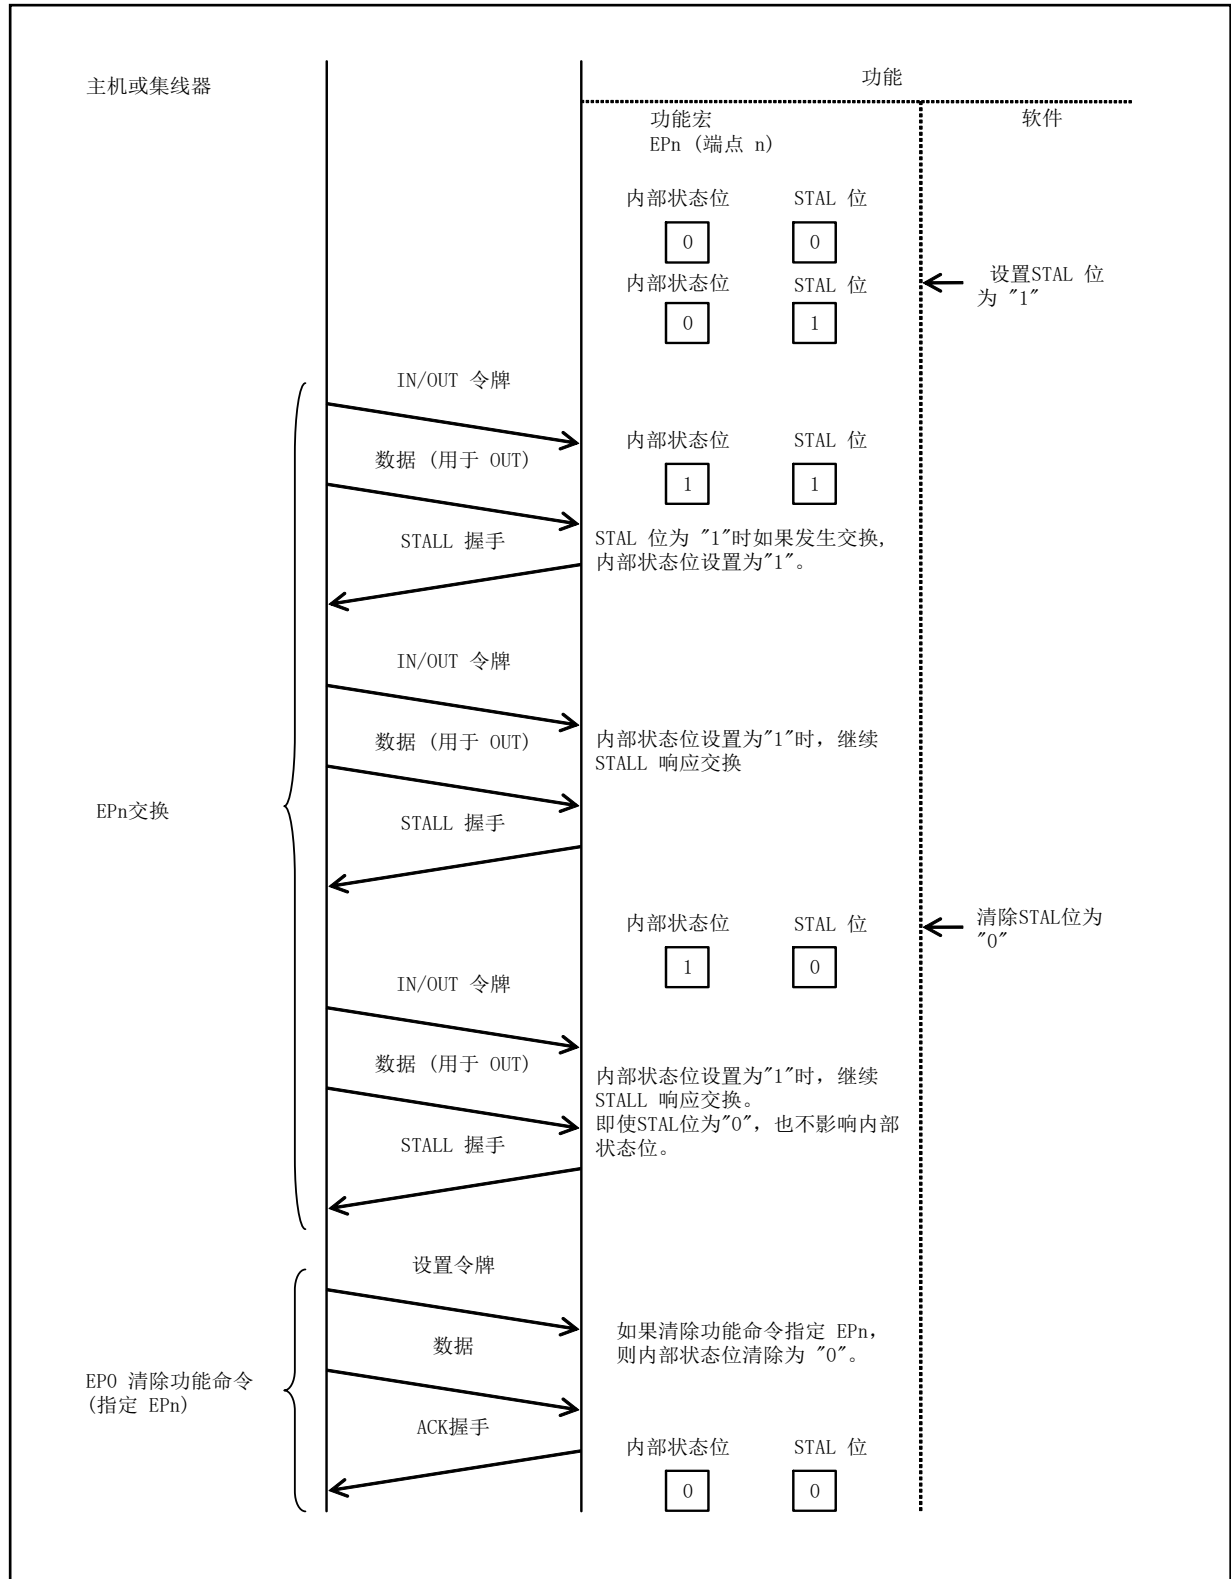 主机或集线器
功能
功能宏
EPn (端点 n)
软件
内部状态位 STAL 位
0 0
内部状态位 STAL 位
0 1
设置STAL 位
为 "1"
IN/OUT 令牌
数据 (用于 OUT)
STALL 握手
内部状态位 STAL 位
1 1
STAL 位为 "1"时如果发生交换,
内部状态位设置为"1"。
IN/OUT 令牌
数据 (用于 OUT)
STALL 握手
内部状态位设置为"1"时, 继续
STALL 响应交换
EPn交换
内部状态位 STAL 位
1 0
清除STAL位为
"0"
IN/OUT 令牌
数据 (用于 OUT)
STALL 握手
内部状态位设置为"1"时, 继续
STALL 响应交换。
即使STAL位为"0", 也不影响内部
状态位。
设置令牌
数据
ACK握手
如果清除功能命令指定 EPn,
则内部状态位清除为 "0"。
EP0 清除功能命令
(指定 EPn)
内部状态位 STAL 位
0 0